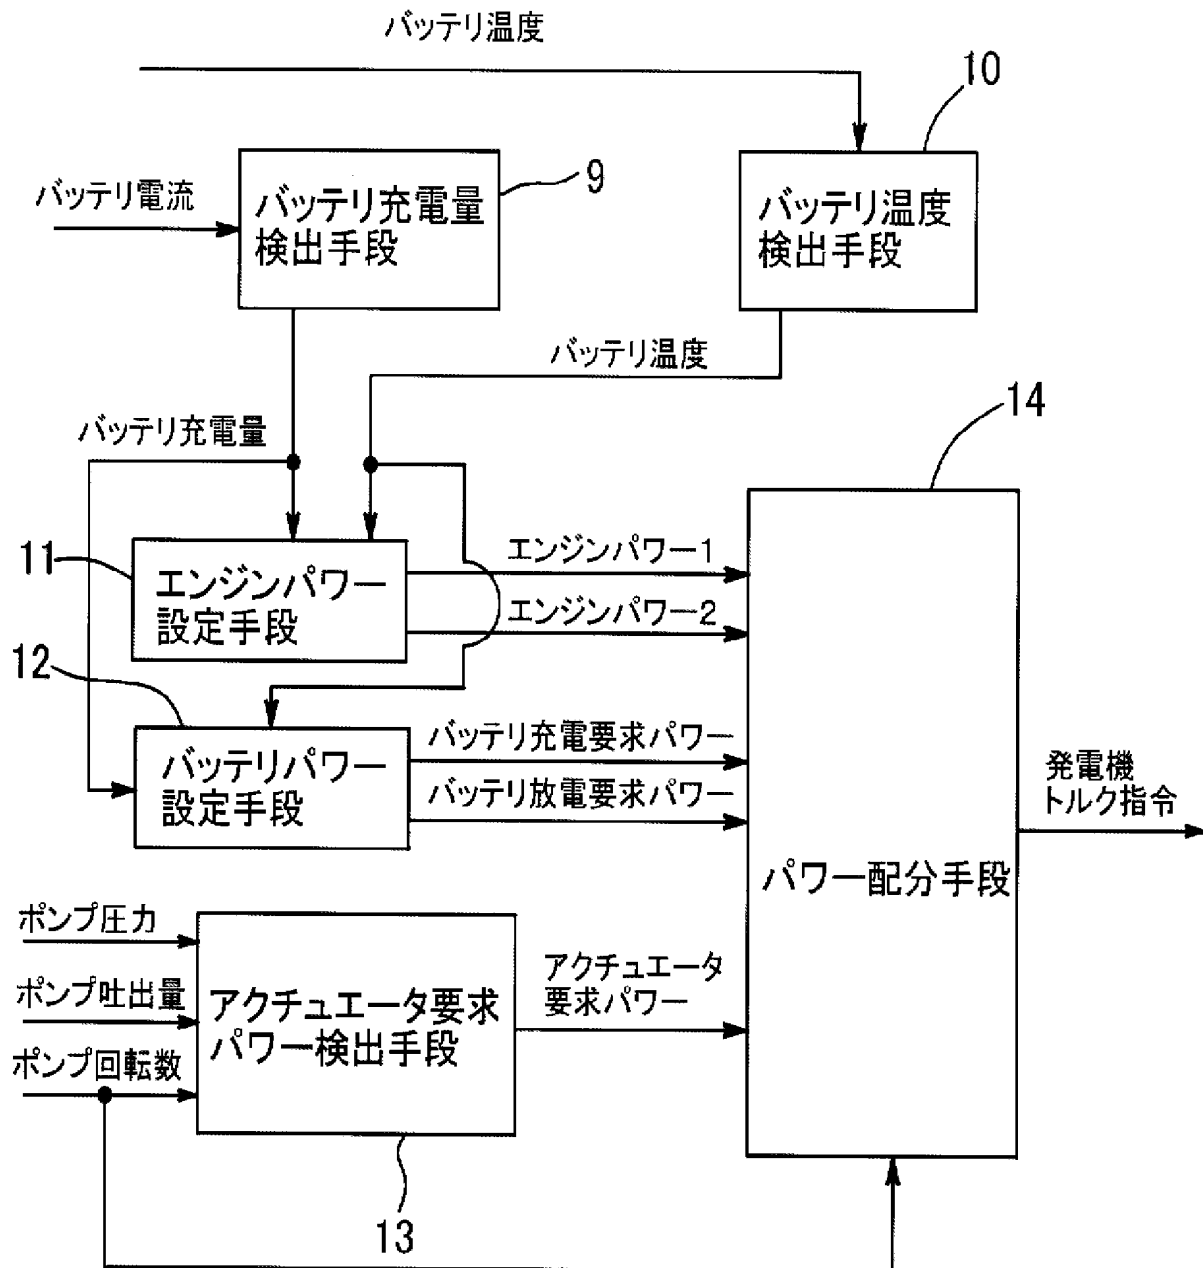 バッテリ温度
10
バッテリ電流
バッテリ充電量
検出手段
9
バッテリ温度
検出手段
バッテリ温度
バッテリ充電量
14
11
エンジンパワー
設定手段
エンジンパワー1
エンジンパワー2
12
バッテリパワー
設定手段
バッテリ充電要求パワー
バッテリ放電要求パワー
発電機
トルク指令
パワー配分手段
ポンプ圧力
ポンプ吐出量
ポンプ回転数
アクチュエータ要求
パワー検出手段
アクチュエータ
要求パワー
13